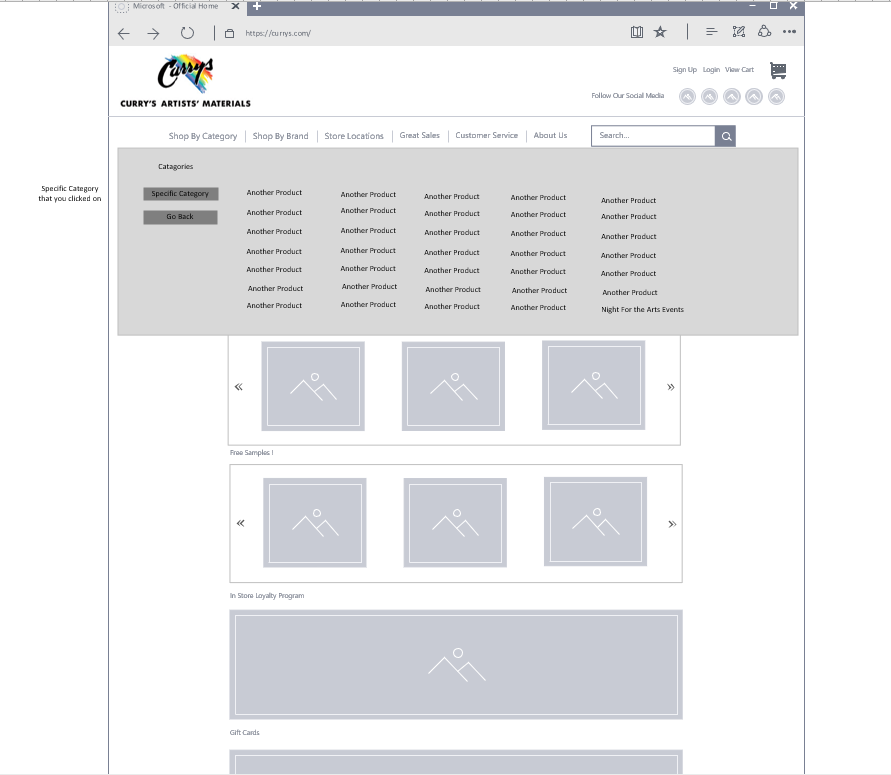 Microsoft - Official Home
https://currys.com/
Currys
CURRY'S ARTISTS' MATERIALS
Sign Up Login View Cart
Follow Our Social Media
Shop By Category Shop By Brand Store Locations Great Sales Customer Service About Us Search...
Catagories
Specific Category
that you clicked on
Specific Category
Go Back
Another Product Another Product Another Product Another Product Another Product
Another Product Another Product Another Product Another Product Another Product
Another Product Another Product Another Product Another Product Another Product
Another Product Another Product Another Product Another Product Another Product
Another Product Another Product Another Product Another Product Another Product
Another Product Another Product Another Product Another Product Another Product
Another Product Another Product Another Product Another Product Night For the Arts Events
Free Samples !
In Store Loyalty Program
Gift Cards